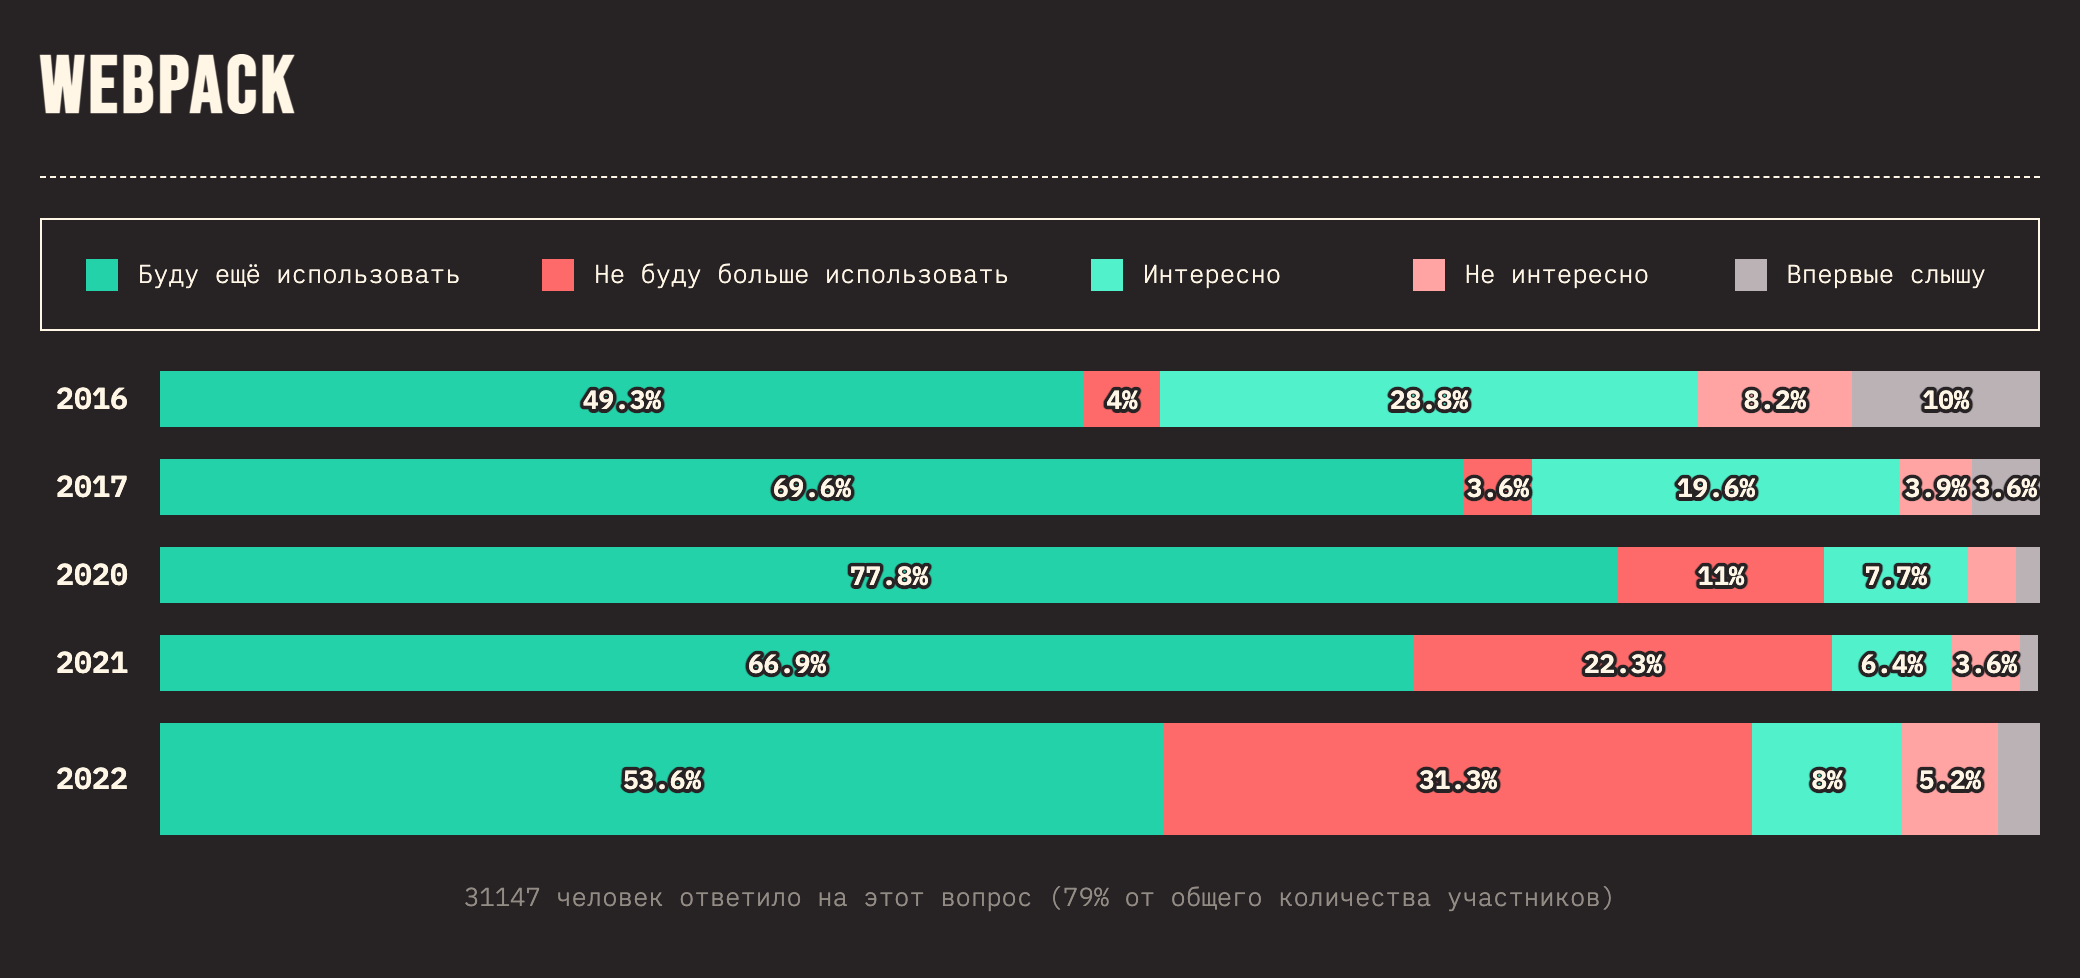 WEBPACK
Буду ещё использовать Не буду больше использовать Интересно Не интересно Впервые слышу
2016 49.3% 4% 28.8% 8.2% 10%
2017 69.6% 3.6% 19.6% 3.9% 3.6%
2020 77.8% 11% 7.7%
2021 66.9% 22.3% 6.4% 3.6%
2022 53.6% 31.3% 8% 5.2%
31147 человек ответило на этот вопрос (79% от общего количества участников)